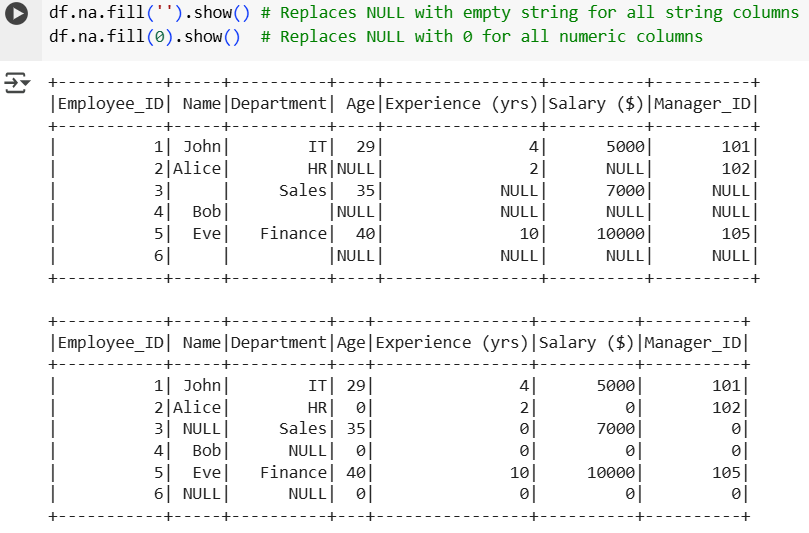 df.na.fill('').show() # Replaces NULL with empty string for all string columns
df.na.fill(0).show()  # Replaces NULL with 0 for all numeric columns
+-----------+-----+----------+----+----------------+----------+----------+
|Employee_ID| Name|Department| Age|Experience (yrs)|Salary ($)|Manager_ID|
+-----------+-----+----------+----+----------------+----------+----------+
|          1| John|        IT|  29|               4|      5000|       101|
|          2|Alice|        HR|NULL|               2|      NULL|       102|
|          3|     |     Sales|  35|            NULL|      7000|      NULL|
|          4|  Bob|          |NULL|            NULL|      NULL|      NULL|
|          5|  Eve|   Finance|  40|              10|     10000|       105|
|          6|     |          |NULL|            NULL|      NULL|      NULL|
+-----------+-----+----------+----+----------------+----------+----------+
+-----------+-----+----------+---+----------------+----------+----------+
|Employee_ID| Name|Department|Age|Experience (yrs)|Salary ($)|Manager_ID|
+-----------+-----+----------+---+----------------+----------+----------+
|          1| John|        IT| 29|               4|      5000|       101|
|          2|Alice|        HR|  0|               2|         0|       102|
|          3| NULL|     Sales| 35|               0|      7000|         0|
|          4|  Bob|      NULL|  0|               0|         0|         0|
|          5|  Eve|   Finance| 40|              10|     10000|       105|
|          6| NULL|      NULL|  0|               0|         0|         0|
+-----------+-----+----------+---+----------------+----------+----------+